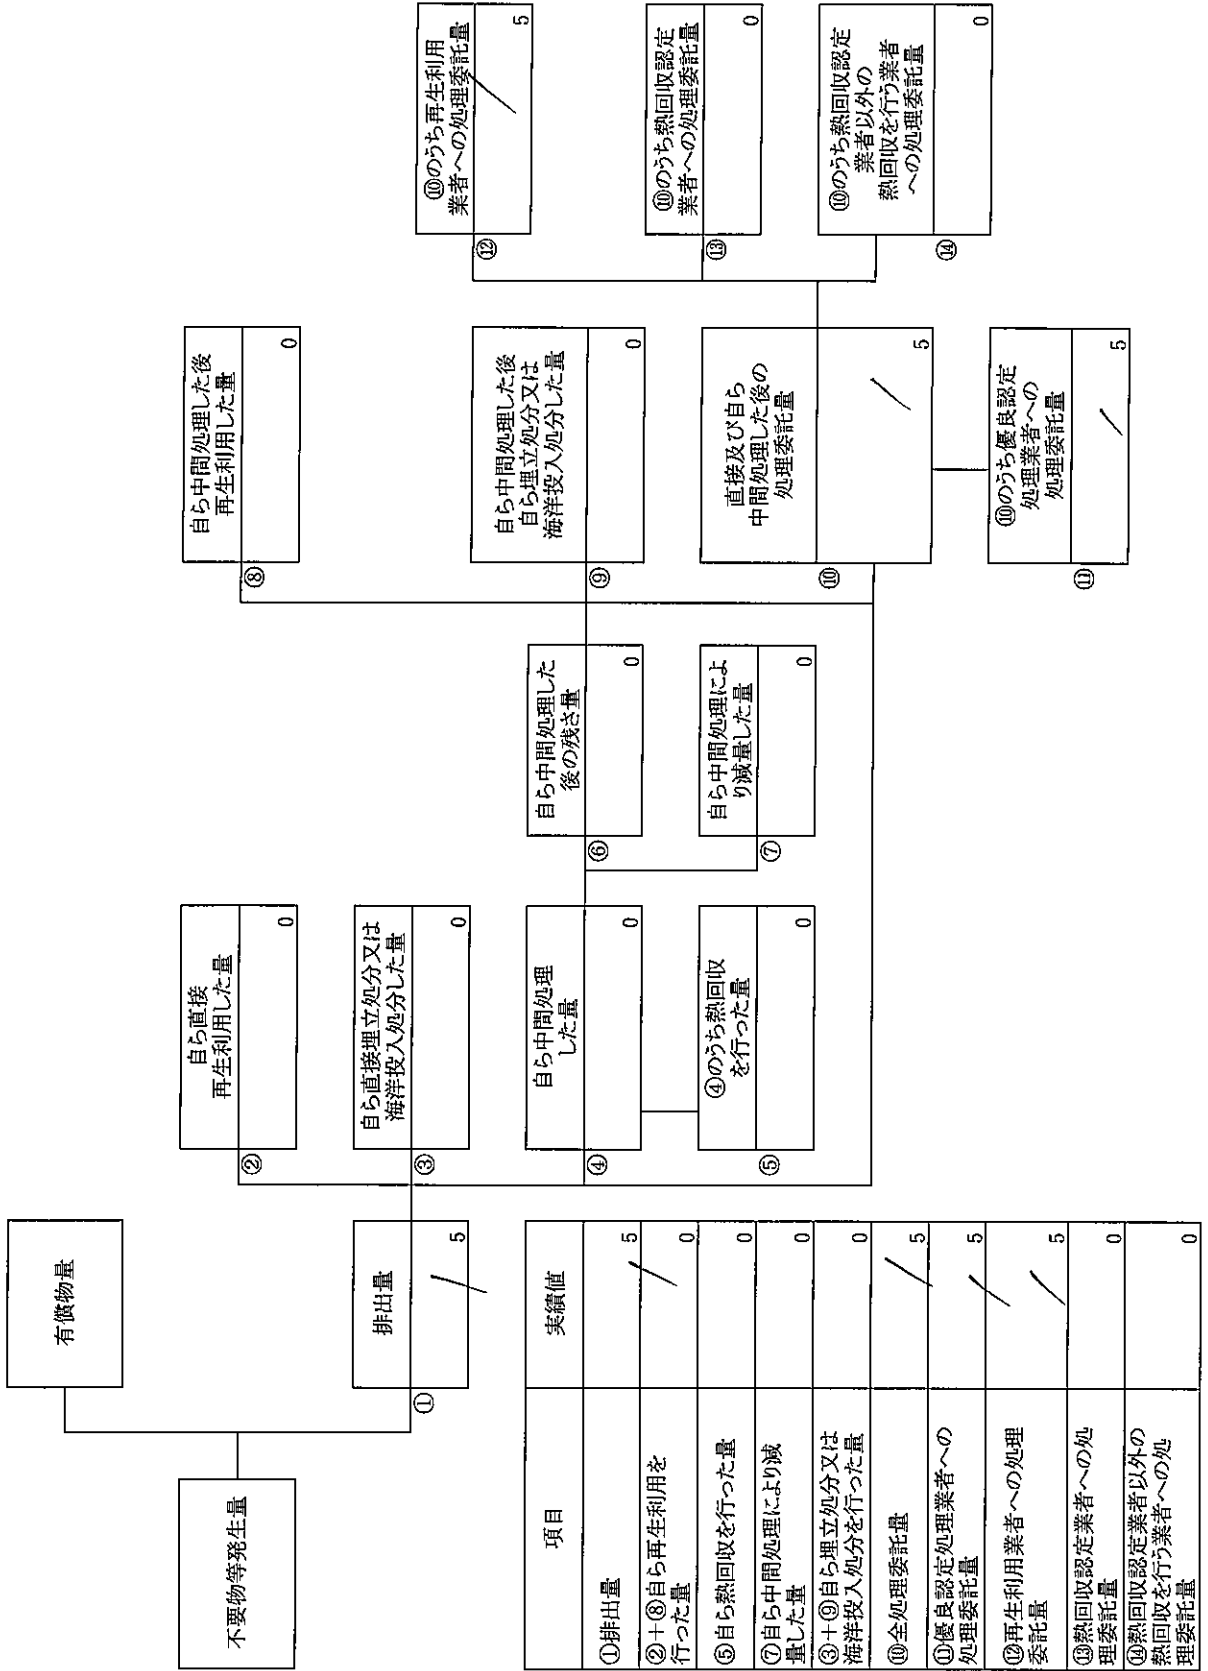 不要物等発生量
有償物量
①
排出量
5
②
自ら直接
再生利用した量
0
③
自ら直接埋立処分又は
海洋投入処分した量
0
④
自ら中間処理
した量
0
⑤
④のうち熱回収
を行った量
0
⑥
自ら中間処理した
後の残さ量
0
⑦
自ら中間処理によ
り減量した量
0
⑧
自ら中間処理した後
再生利用した量
0
⑨
自ら中間処理した後
自ら埋立処分又は
海洋投入処分した量
0
⑩
直接及び自ら
中間処理した後の
処理委託量
5
⑪
⑩のうち優良認定
処理業者への
処理委託量
5
⑫
⑩のうち再生利用
業者への処理委託量
5
⑬
⑩のうち熱回収認定
業者への処理委託量
0
⑭
⑩のうち熱回収認定
業者以外の
熱回収を行う業者
への処理委託量
0
項目
実績値
①排出量
5
②+⑧自ら再生利用を
行った量
0
⑤自ら熱回収を行った量
0
⑦自ら中間処理により減
量した量
0
③+⑨自ら埋立処分又は
海洋投入処分を行った量
0
⑩全処理委託量
5
⑪優良認定処理業者への
処理委託量
5
⑫再生利用業者への処理
委託量
5
⑬熱回収認定業者への処
理委託量
0
⑭熱回収認定業者以外の
熱回収を行う業者への処
理委託量
0